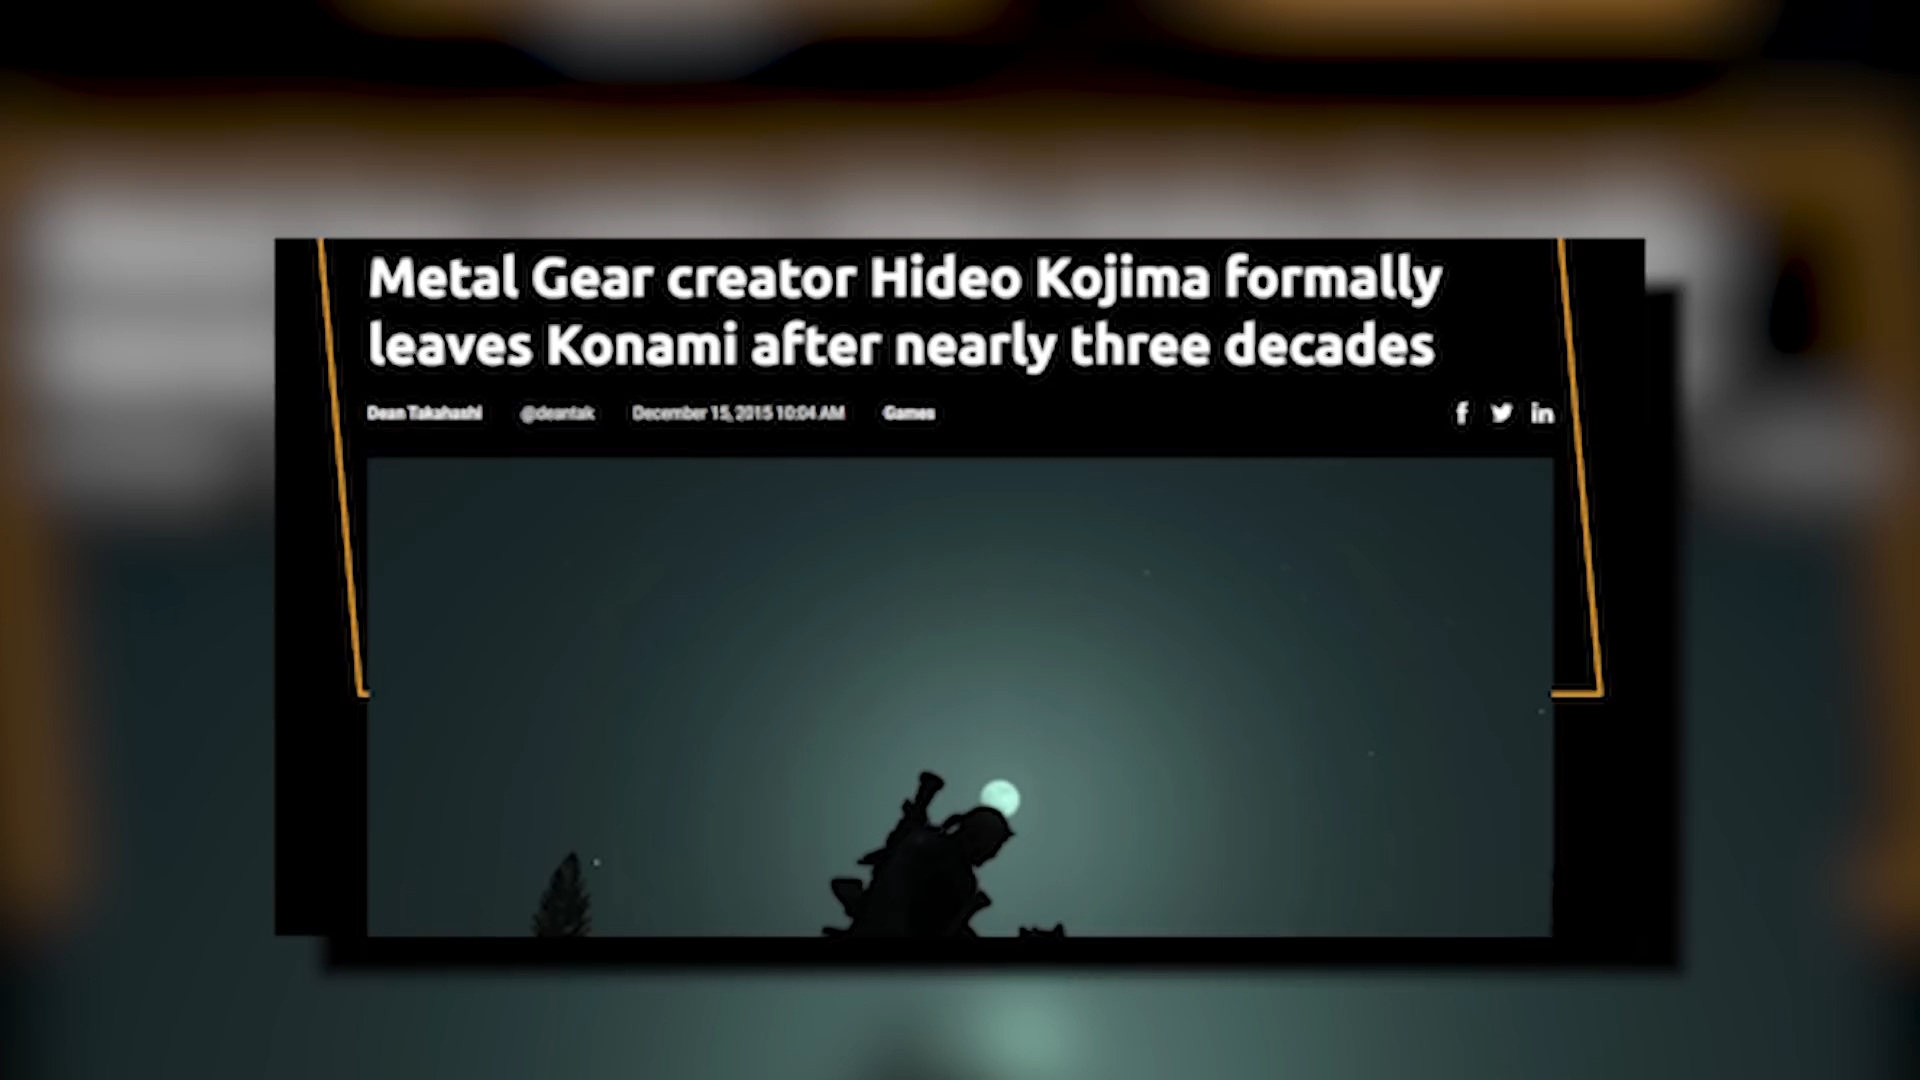 Metal Gear creator Hideo Kojima formally
leaves Konami after nearly three decades
Dean Takahashi @deantak December 15, 2015 10:04 AM Games